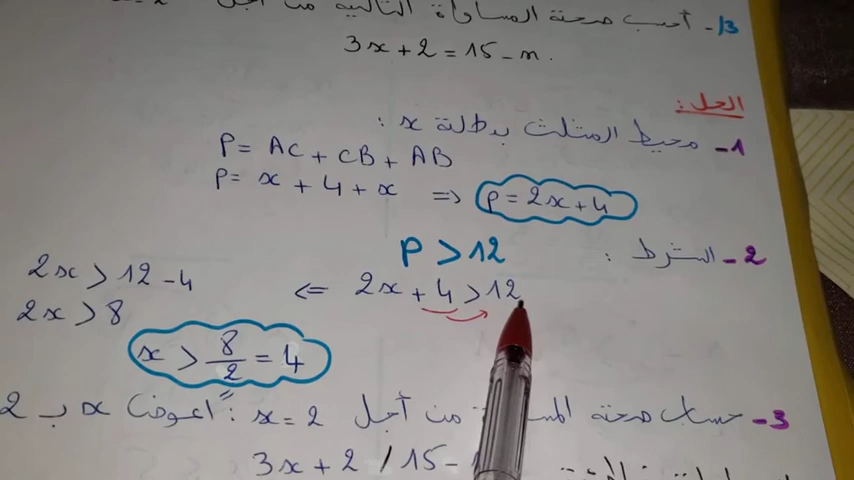 3/- أحسب صحة المساواة التالية من أجل
3x + 2 = 15 - x.
الحل:
1- محيط المثلث بدلالة x:
P = AC + CB + AB
P = x + 4 + x ⇒ P = 2x + 4
2- الشرط: P > 12
2x + 4 > 12 ⇐ 2x > 12 - 4
2x > 8
x > 8/2 = 4
3- حساب صحة من أجل x = 2: "أعوض x ب 2
3x + 2 / 15 -